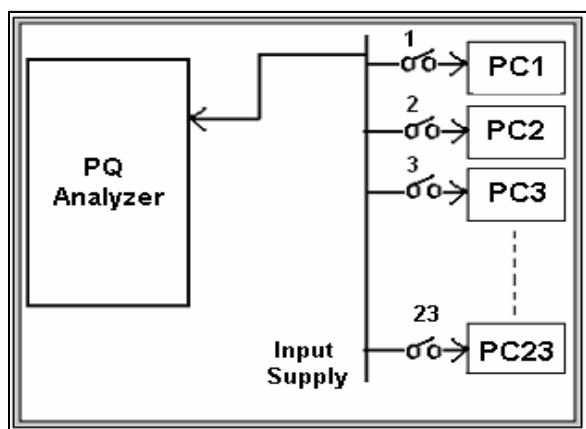 1
PC1
2
PC2
PQ
Analyzer
3
PC3
23
PC23
Input
Supply